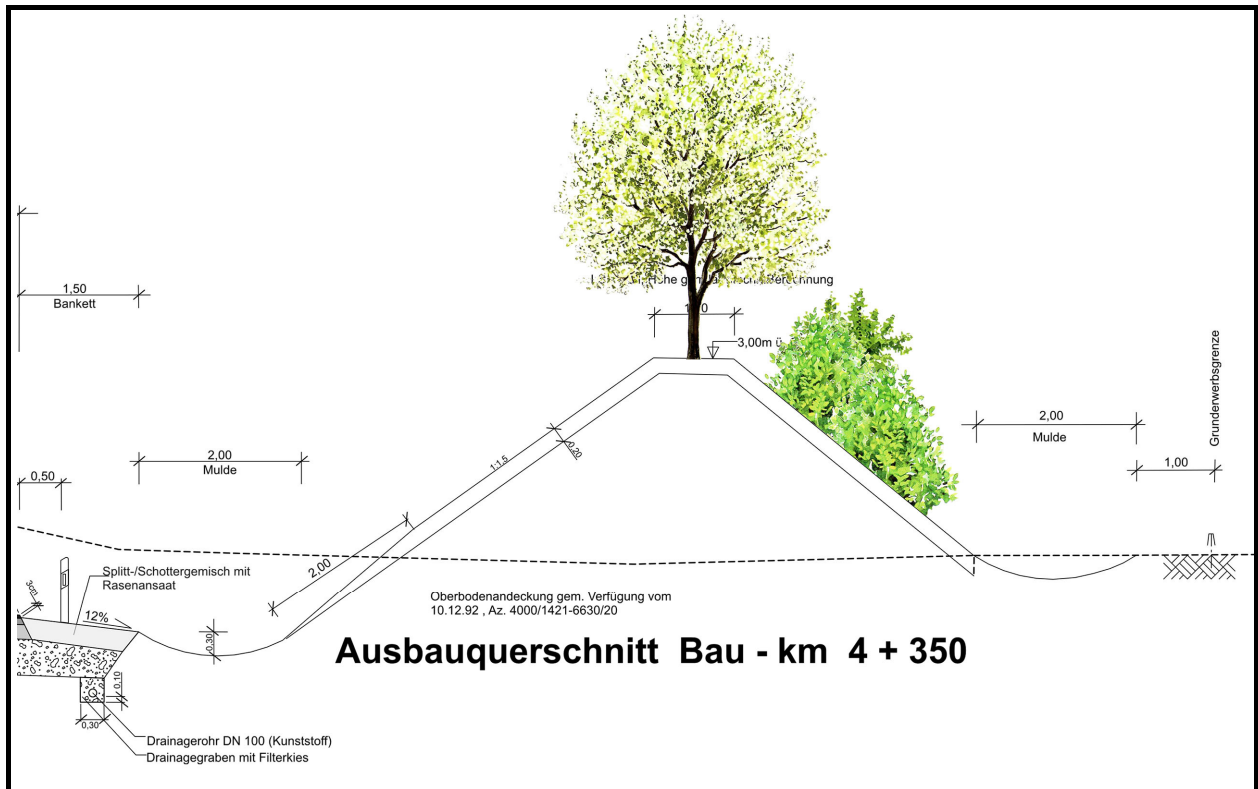 gem.
1,50
Bankett
3,00m ü
Grunderwerbsgrenze
2,00
Mulde
1,00
2,00
Mulde
0,50
1:1,5
0,20
2,00
Splitt-/Schottergemisch mit
Rasenansaat
3cm
12%
Oberbodenandeckung gem. Verfügung vom
10.12.92 , Az. 4000/1421-6630/20
0,30
Ausbauquerschnitt Bau - km 4 + 350
0,10
0,30
Drainagerohr DN 100 (Kunststoff)
Drainagegraben mit Filterkies